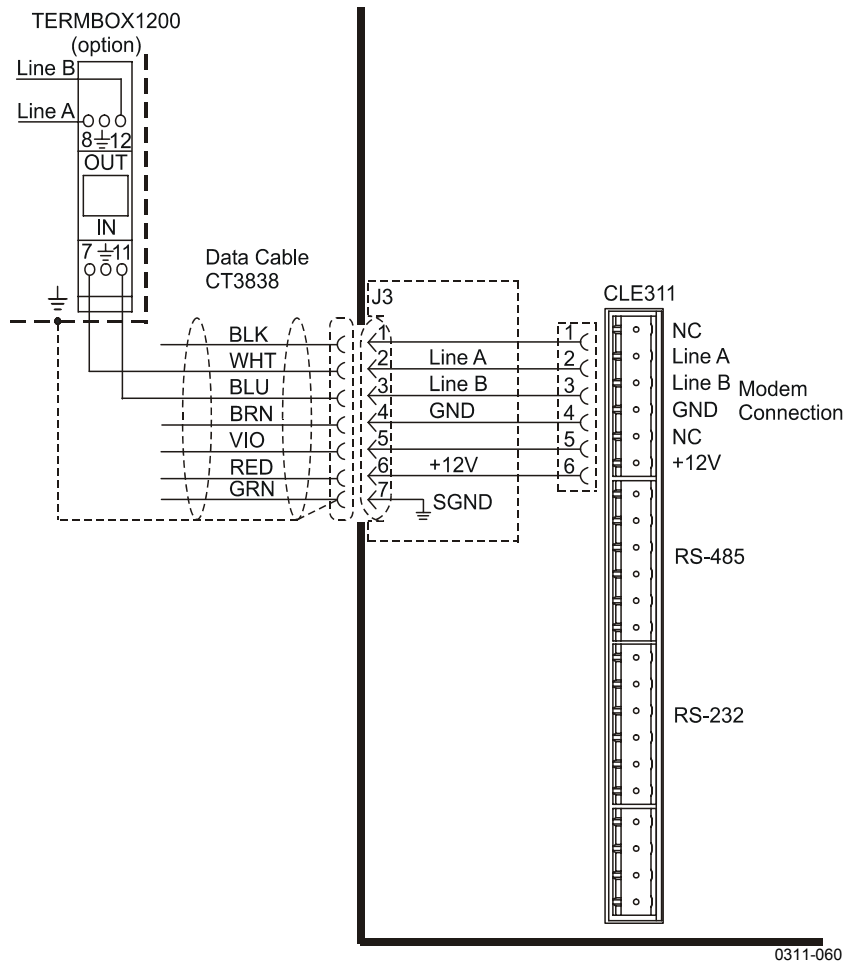 TERMBOX1200
(option)
Line B
Line A
8 12
OUT
IN
7 11
Data Cable
CT3838
BLK
WHT
BLU
BRN
VIO
RED
GRN
J3
1
2 Line A
3 Line B
4 GND
5
6 +12V
7 SGND
1
2
3
4
5
6
CLE311
NC
Line A
Line B
GND
NC
+12V
Modem
Connection
RS-485
RS-232
0311-060